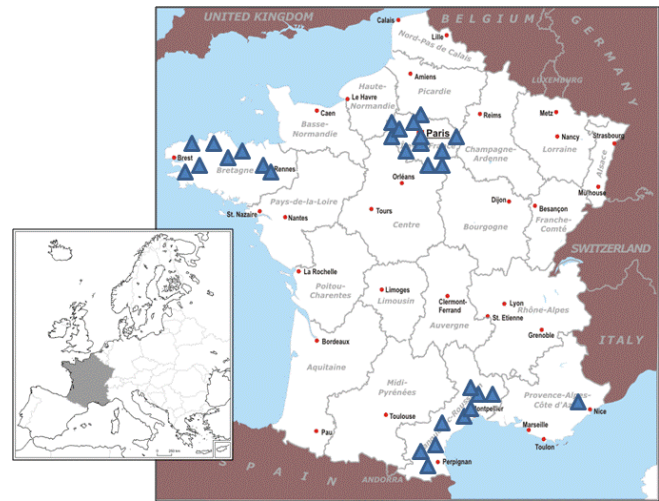 UNITED KINGDOM
BELGIUM
GERMANY
LUXEMBURG
SWITZERLAND
ITALY
SPAIN
ANDORRA
Calais
Lille
Nord-Pas de Calais
Amiens
Picardie
Haute-
Normandie
Le Havre
Caen
Basse-
Normandie
Reims
Metz
Nancy
Lorraine
Strasbourg
Alsace
Mulhouse
Paris
Champagne-
Ardenne
Brest
Bretagne
Rennes
Pays-de-la-Loire
St. Nazaire
Nantes
Orléans
Tours
Centre
Dijon
Bourgogne
Besançon
Franche-
Comté
La Rochelle
Poitou-
Charentes
Limoges
Limousin
Clermont-
Ferrand
Auvergne
Lyon
Rhône-Alpes
St. Etienne
Grenoble
Bordeaux
Aquitaine
Midi-
Pyrénées
Toulouse
Pau
Montpellier
Provence-Alpes-
Côte d'Az
Nice
Marseille
Toulon
Perpignan